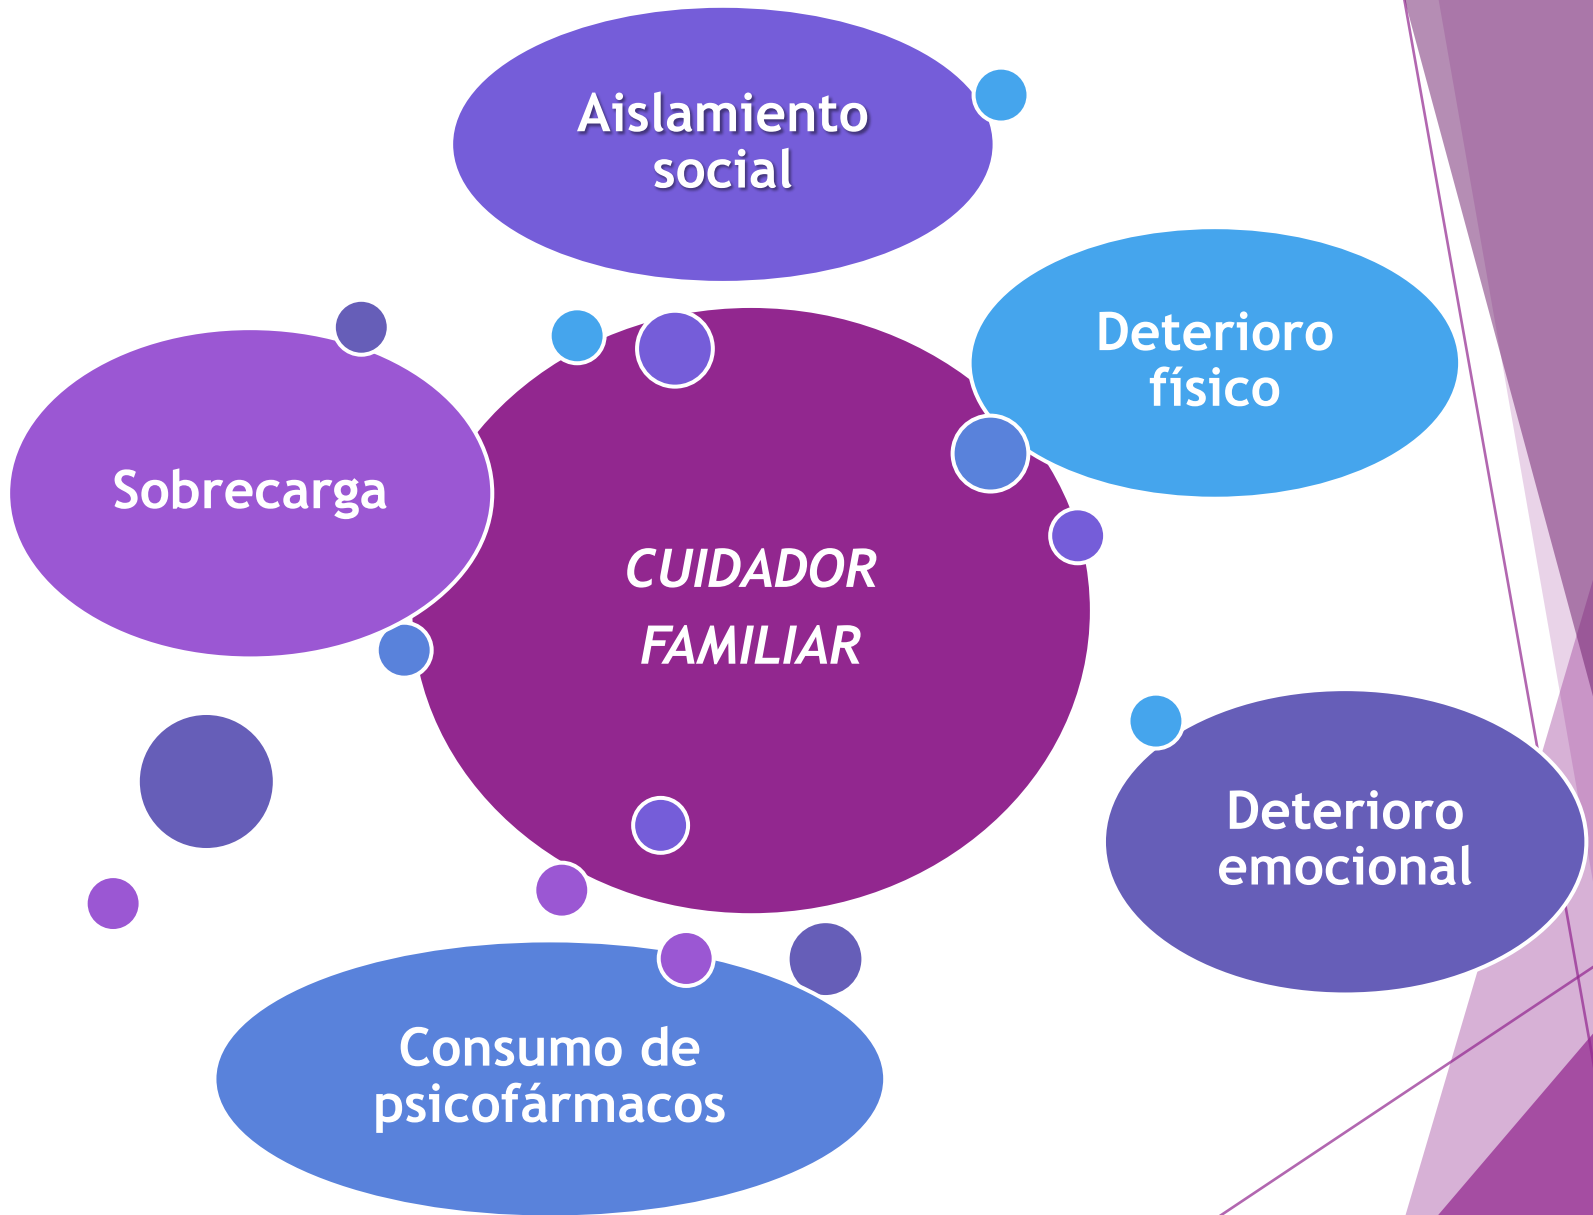 Aislamiento
social
Deterioro
físico
Sobrecarga
CUIDADOR
FAMILIAR
Deterioro
emocional
Consumo de
psicofármacos